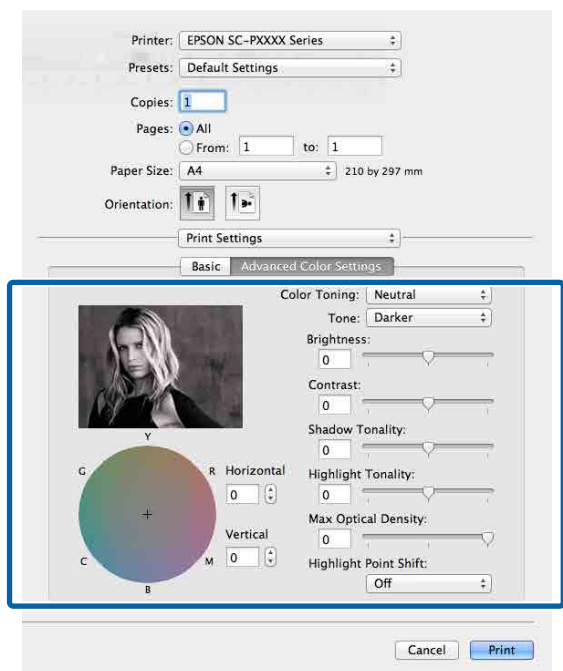 Printer: EPSON SC-PXXXX Series
Presets: Default Settings
Copies: 1
Pages: All
From: 1 to: 1
Paper Size: A4 210 by 297 mm
Orientation:
Print Settings
Basic Advanced Color Settings
Color Toning: Neutral
Tone: Darker
Brightness:
0
Contrast:
0
Shadow Tonality:
0
Highlight Tonality:
0
Max Optical Density:
0
Highlight Point Shift:
Off
Y
G R
C M
B
Horizontal
0
Vertical
0
Cancel Print